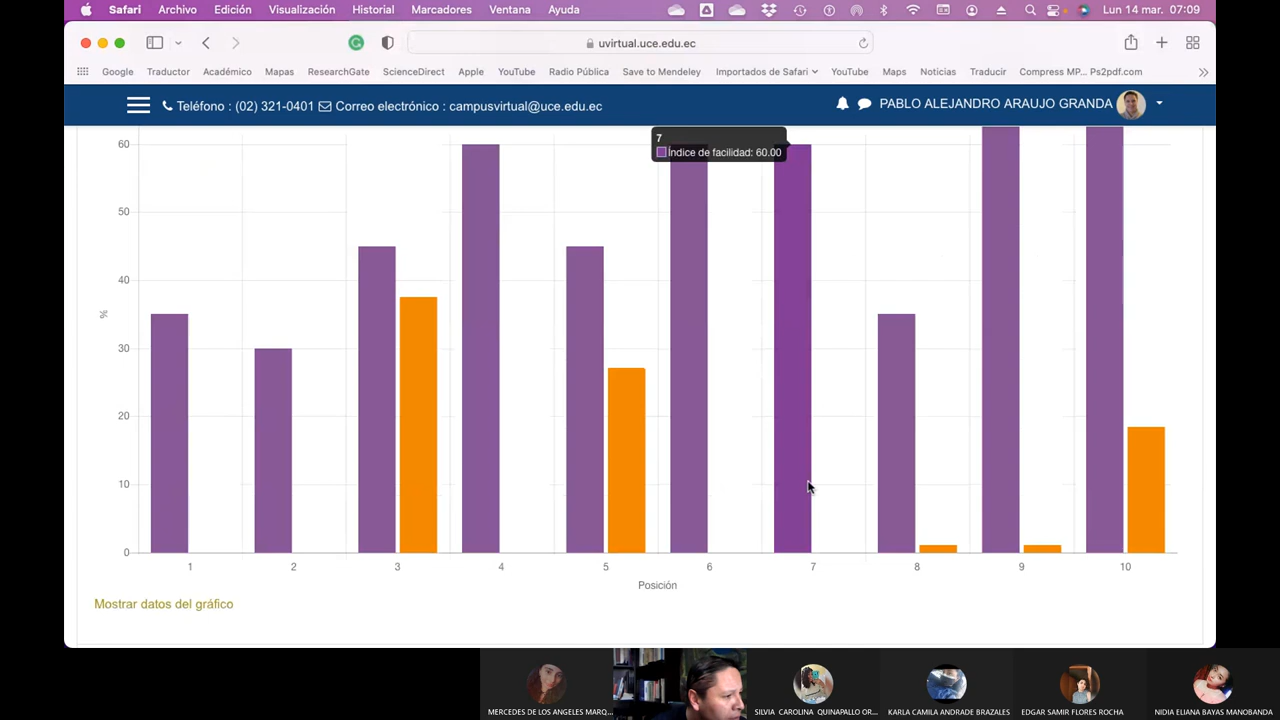 Safari Archivo Edición Visualización Historial Marcadores Ventana Ayuda Lun 14 mar. 07:09
uvirtual.uce.edu.ec
Google Traductor Académico Mapas ResearchGate ScienceDirect Apple YouTube Radio Pública Save to Mendeley Importados de Safari YouTube Maps Noticias Traducir Compress MP... Ps2pdf.com
Teléfono : (02) 321-0401 Correo electrónico : campusvirtual@uce.edu.ec PABLO ALEJANDRO ARAUJO GRANDA
7
Índice de facilidad: 60.00
60
50
40
%
30
20
10
0
1 2 3 4 5 6 7 8 9 10
Posición
Mostrar datos del gráfico
MERCEDES DE LOS ANGELES MARQ... SILVIA CAROLINA QUINAPALLO OR... KARLA CAMILA ANDRADE BRAZALES EDGAR SAMIR FLORES ROCHA NIDIA ELIANA BAYAS MANOBANDA